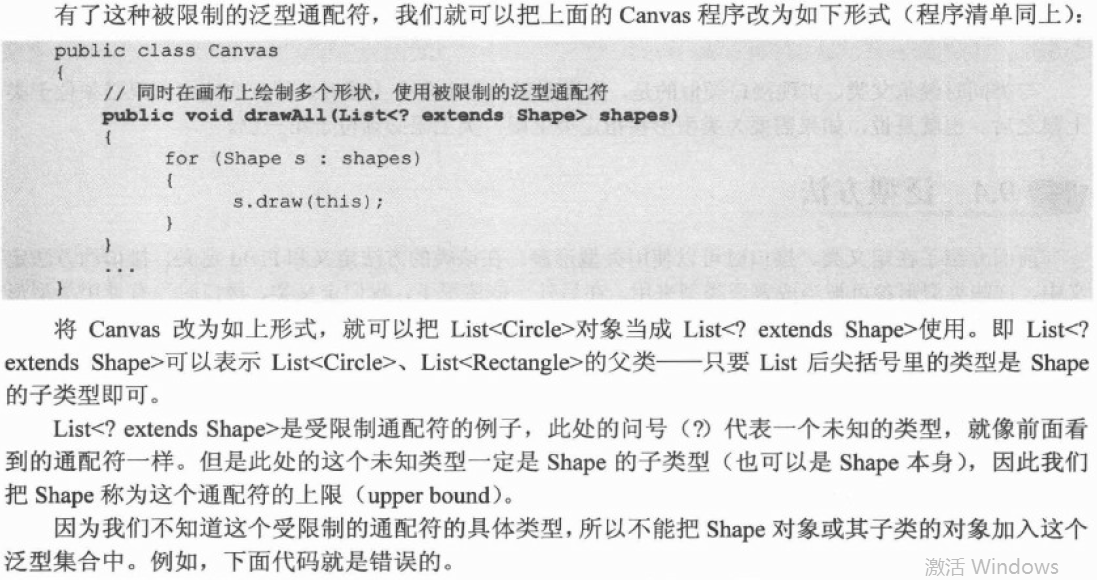 有了这种被限制的泛型通配符，我们就可以把上面的 Canvas 程序改为如下形式（程序清单同上）：
public class Canvas
{
// 同时在画布上绘制多个形状，使用被限制的泛型通配符
public void drawAll(List<? extends Shape> shapes)
{
for (Shape s : shapes)
{
s.draw(this);
}
}
...
将 Canvas 改为如上形式，就可以把 List<Circle>对象当成 List<? extends Shape>使用。即 List<?
extends Shape>可以表示 List<Circle>、List<Rectangle>的父类——只要 List 后尖括号里的类型是 Shape
的子类型即可。
List<? extends Shape>是受限制通配符的例子，此处的问号（?）代表一个未知的类型，就像前面看
到的通配符一样。但是此处的这个未知类型一定是 Shape 的子类型（也可以是 Shape 本身），因此我们
把 Shape 称为这个通配符的上限（upper bound）。
因为我们不知道这个受限制的通配符的具体类型，所以不能把 Shape 对象或其子类的对象加入这个
泛型集合中。例如，下面代码就是错误的。
激活 Windows